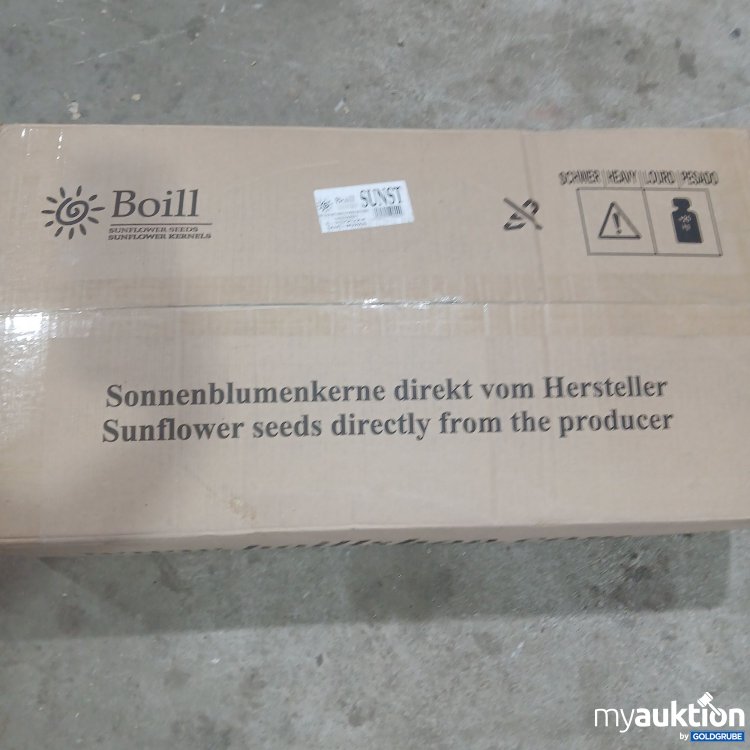 Boill
SUNFLOWER SEEDS
SUNFLOWER KERNELS
Boill
SUNST
SCHWER | HEAVY | LOURD | PESADO
Sonnenblumenkerne direkt vom Hersteller
Sunflower seeds directly from the producer
myauktion
by GOLDGRUBE